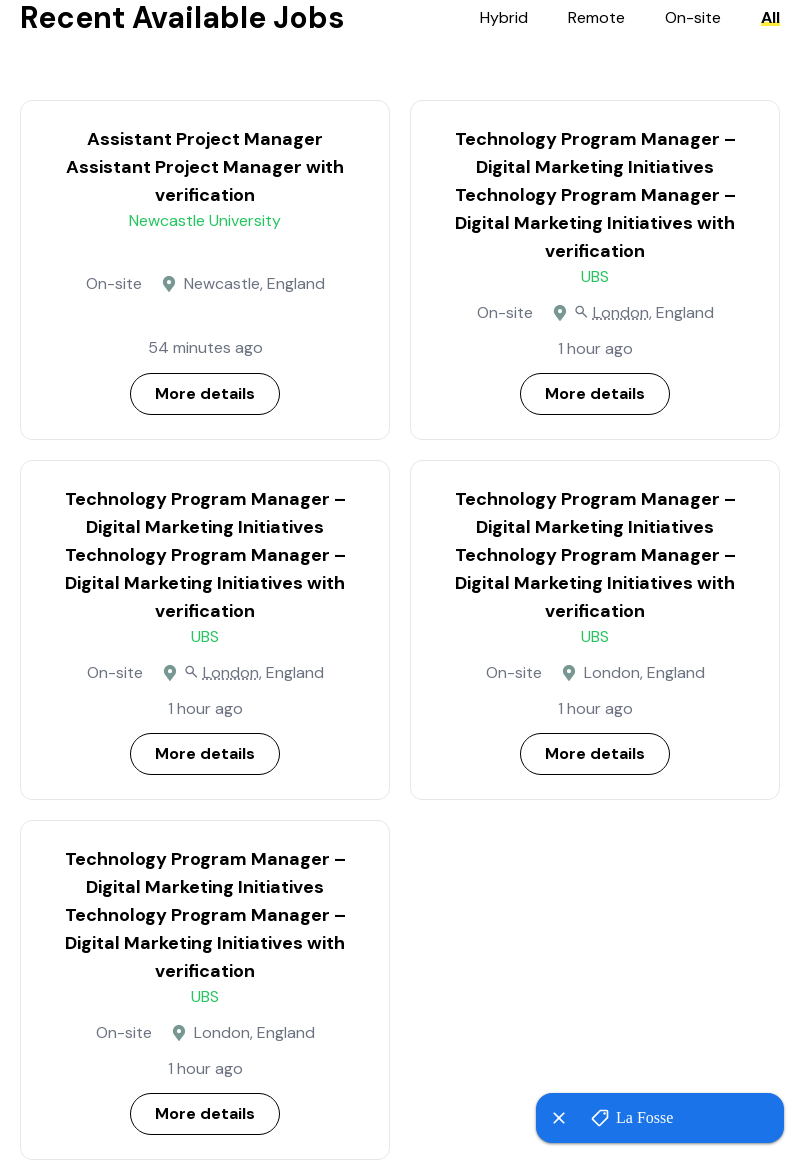 Recent Available Jobs
Hybrid Remote On-site All
Assistant Project Manager
Assistant Project Manager with
verification
Newcastle University
On-site Newcastle, England
54 minutes ago
More details
Technology Program Manager –
Digital Marketing Initiatives
Technology Program Manager –
Digital Marketing Initiatives with
verification
UBS
On-site London, England
1 hour ago
More details
Technology Program Manager –
Digital Marketing Initiatives
Technology Program Manager –
Digital Marketing Initiatives with
verification
UBS
On-site London, England
1 hour ago
More details
Technology Program Manager –
Digital Marketing Initiatives
Technology Program Manager –
Digital Marketing Initiatives with
verification
UBS
On-site London, England
1 hour ago
More details
Technology Program Manager –
Digital Marketing Initiatives
Technology Program Manager –
Digital Marketing Initiatives with
verification
UBS
On-site London, England
1 hour ago
More details
La Fosse